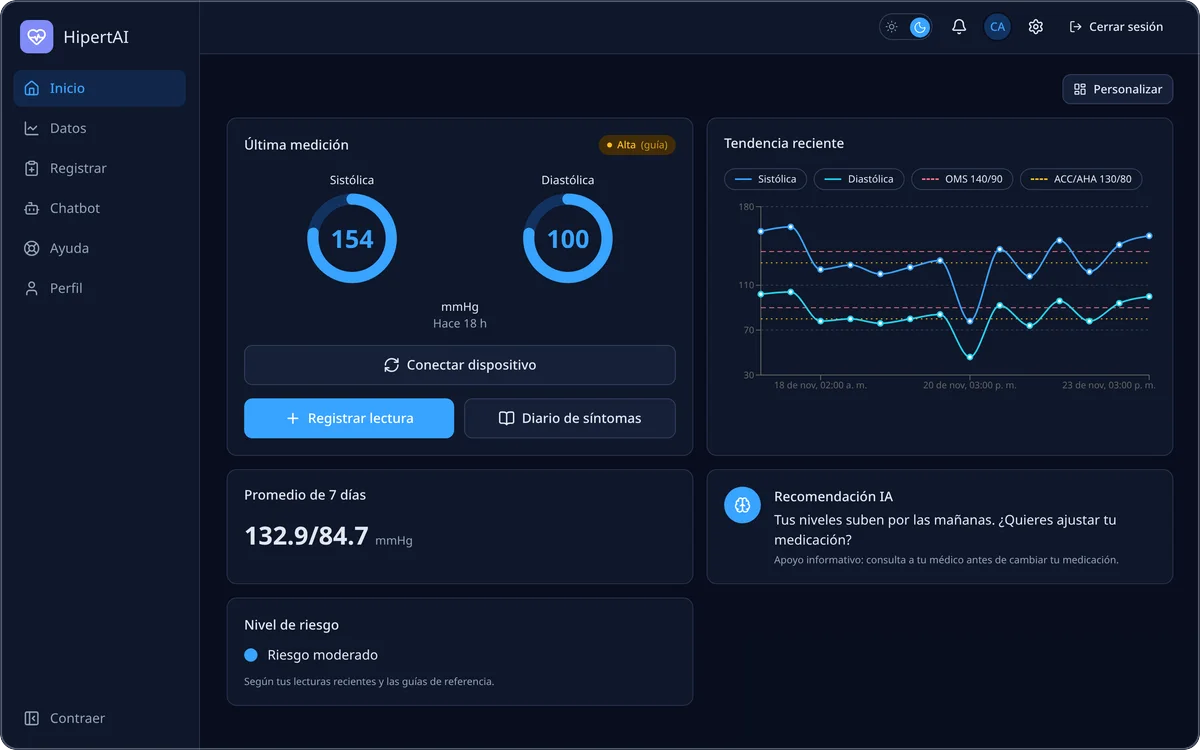 HipertAI
Inicio
Datos
Registrar
Chatbot
Ayuda
Perfil
Contraer
CA
Cerrar sesión
Personalizar
Última medición
Alta (guía)
Sistólica
Diastólica
154
100
mmHg
Hace 18 h
Conectar dispositivo
Registrar lectura
Diario de síntomas
Tendencia reciente
Sistólica
Diastólica
OMS 140/90
ACC/AHA 130/80
180
110
70
30
18 de nov, 02:00 a. m.
20 de nov, 03:00 p. m.
23 de nov, 03:00 p. m.
Promedio de 7 días
132.9/84.7 mmHg
Recomendación IA
Tus niveles suben por las mañanas. ¿Quieres ajustar tu
medicación?
Apoyo informativo: consulta a tu médico antes de cambiar tu medicación.
Nivel de riesgo
Riesgo moderado
Según tus lecturas recientes y las guías de referencia.